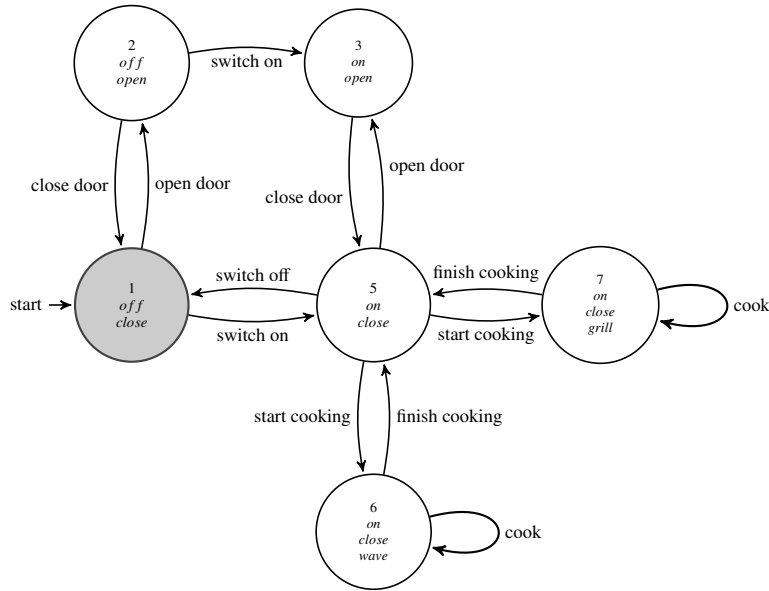 2
off
open
3
on
open
switch on
close door
open door
close door
open door
start
1
off
close
switch off
switch on
5
on
close
finish cooking
start cooking
7
on
close
grill
cook
start cooking
finish cooking
6
on
close
wave
cook